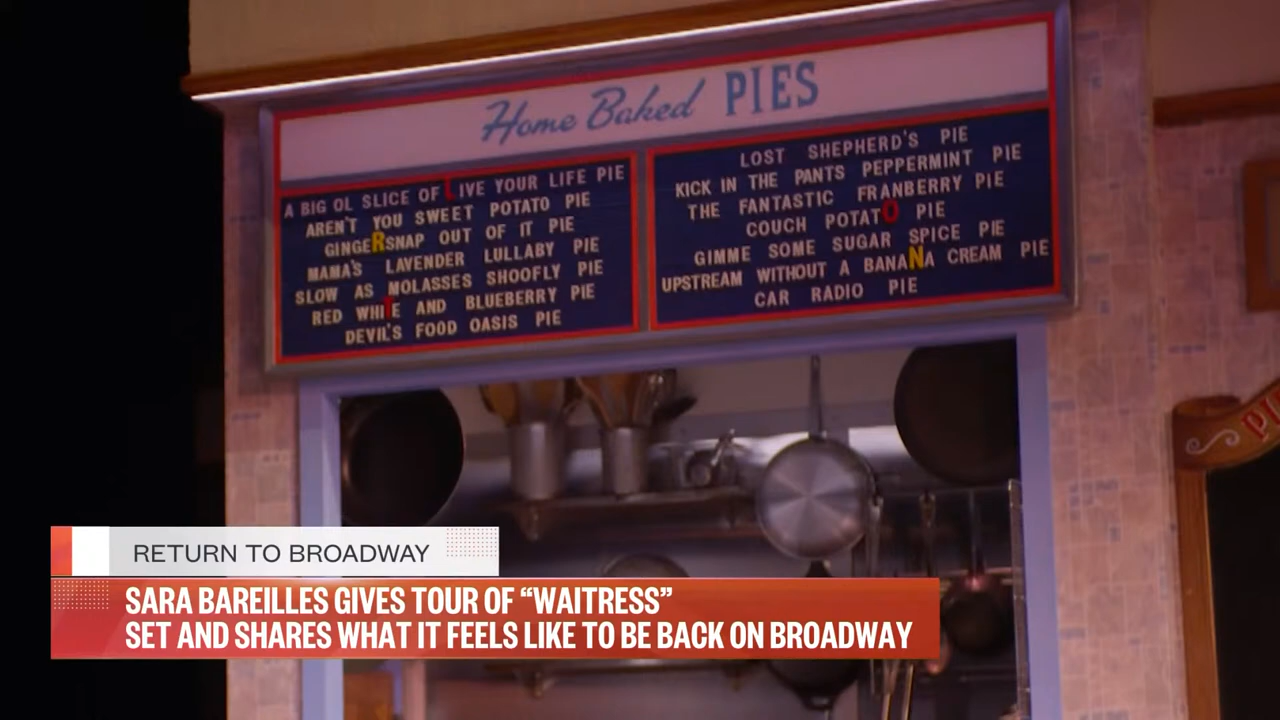 Home Baked PIES
A BIG OL SLICE OF LIVE YOUR LIFE PIE
AREN'T YOU SWEET POTATO PIE
GINGERSNAP OUT OF IT PIE
MAMA'S LAVENDER LULLABY PIE
SLOW AS MOLASSES SHOOFLY PIE
RED WHITE AND BLUEBERRY PIE
DEVIL'S FOOD OASIS PIE
LOST SHEPHERD'S PIE
KICK IN THE PANTS PEPPERMINT PIE
THE FANTASTIC FRANBERRY PIE
COUCH POTATO PIE
GIMME SOME SUGAR SPICE PIE
UPSTREAM WITHOUT A BANANA CREAM PIE
CAR RADIO PIE
RETURN TO BROADWAY
SARA BAREILLES GIVES TOUR OF “WAITRESS”
SET AND SHARES WHAT IT FEELS LIKE TO BE BACK ON BROADWAY